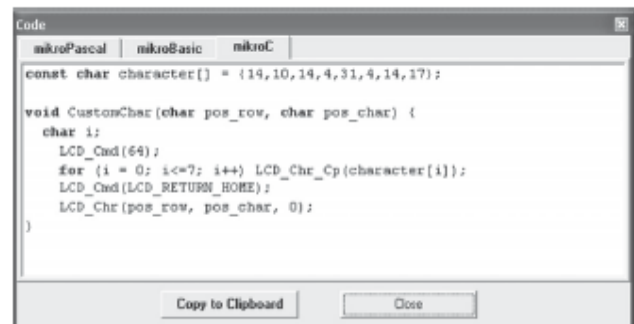 Code
mikroPascal mikroBasic mikroC
const char character[] = {14,10,14,4,31,4,14,17};
void CustomChar(char pos_row, char pos_char) {
char i;
LCD_Cmd(64);
for (i = 0; i<=7; i++) LCD_Chr_Cp(character[i]);
LCD_Cmd(LCD_RETURN_HOME);
LCD_Chr(pos_row, pos_char, 0);
}
Copy to Clipboard Close